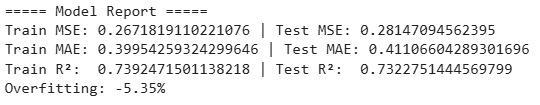 ===== Model Report =====
Train MSE: 0.2671819110221076 | Test MSE: 0.28147094562395
Train MAE: 0.39954259324299646 | Test MAE: 0.41106604289301696
Train R²:  0.7392471501138218 | Test R²:  0.7322751444569799
Overfitting: -5.35%